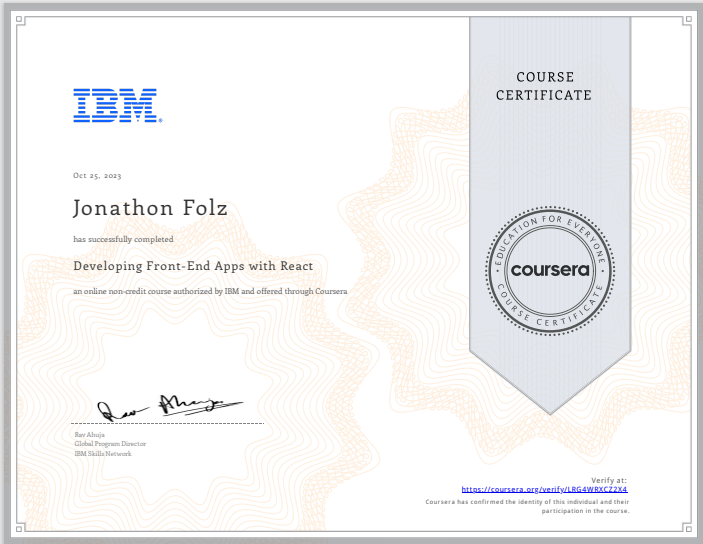 COURSE
CERTIFICATE
IBM
Oct 25, 2023
Jonathon Folz
has successfully completed
Developing Front-End Apps with React
an online non-credit course authorized by IBM and offered through Coursera
EDUCATION FOR EVERYONE
coursera
COURSE CERTIFICATE
Rav Ahuja
Global Program Director
IBM Skills Network
Verify at:
https://coursera.org/verify/LRG4WRXCZ2X4
Coursera has confirmed the identity of this individual and their
participation in the course.